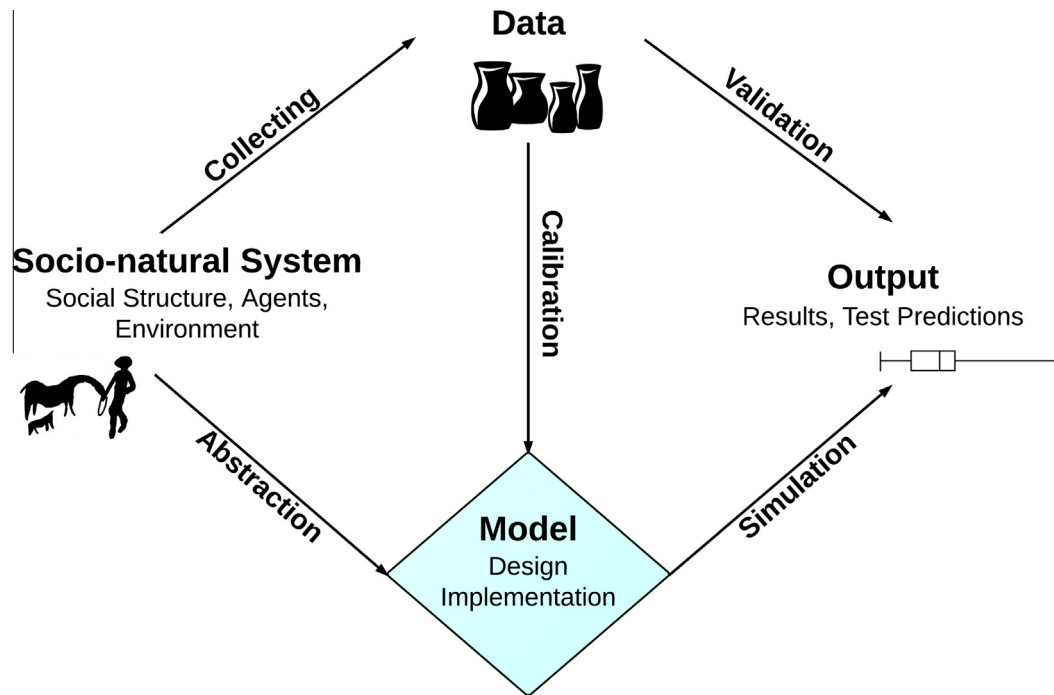 Data
Collecting
Validation
Calibration
Socio-natural System
Social Structure, Agents,
Environment
Output
Results, Test Predictions
Abstraction
Simulation
Model
Design
Implementation